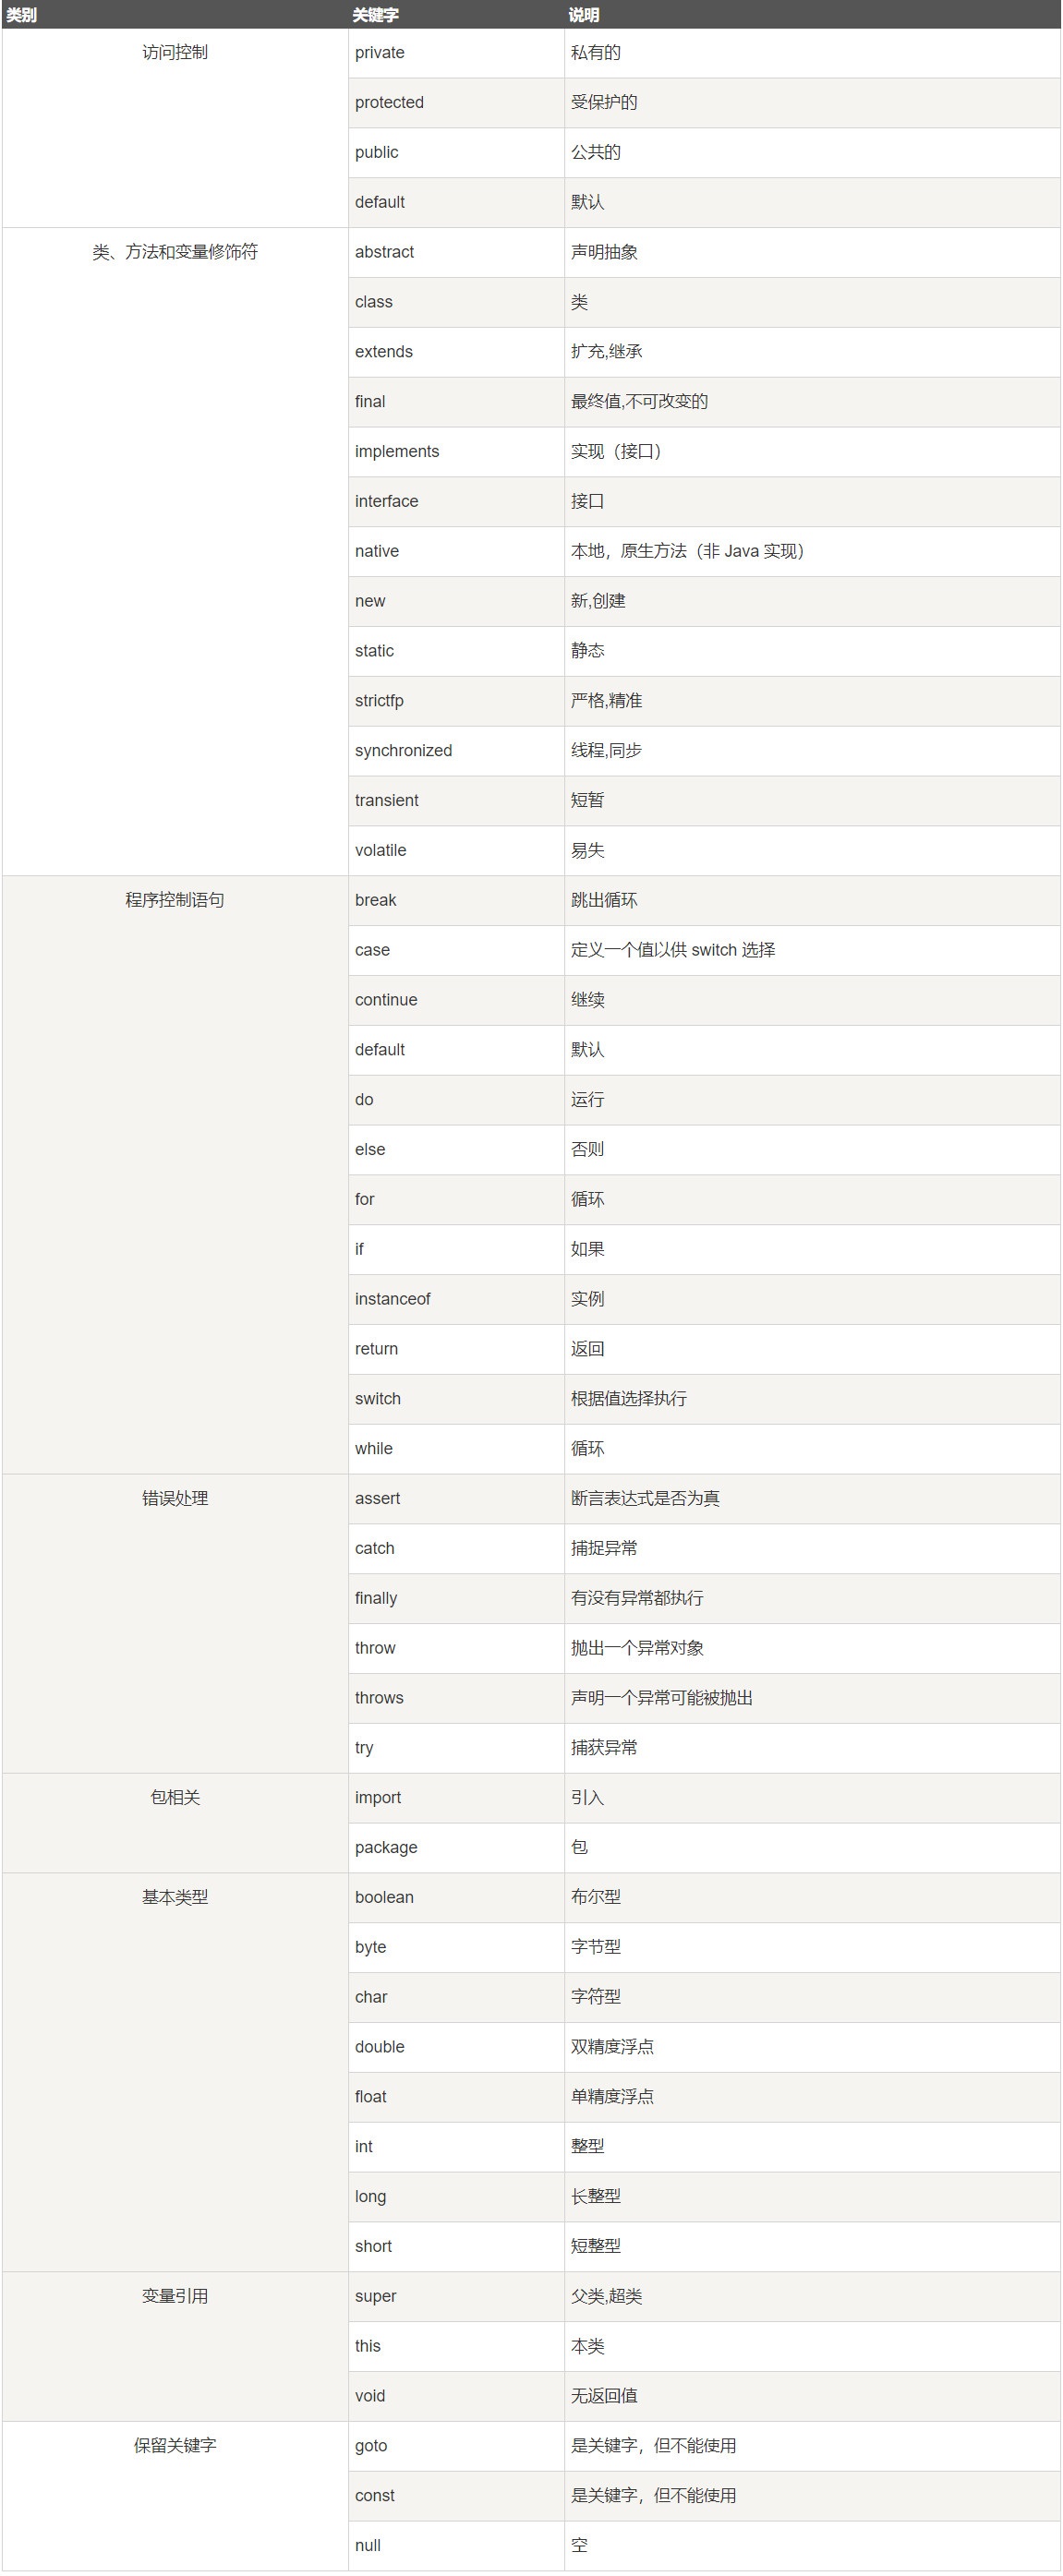 类别 关键字 说明
访问控制 private 私有的
protected 受保护的
public 公共的
default 默认
类、方法和变量修饰符 abstract 声明抽象
class 类
extends 扩充,继承
final 最终值,不可改变的
implements 实现（接口）
interface 接口
native 本地，原生方法（非 Java 实现）
new 新,创建
static 静态
strictfp 严格,精准
synchronized 线程,同步
transient 短暂
volatile 易失
程序控制语句 break 跳出循环
case 定义一个值以供 switch 选择
continue 继续
default 默认
do 运行
else 否则
for 循环
if 如果
instanceof 实例
return 返回
switch 根据值选择执行
while 循环
错误处理 assert 断言表达式是否为真
catch 捕捉异常
finally 有没有异常都执行
throw 抛出一个异常对象
throws 声明一个异常可能被抛出
try 捕获异常
包相关 import 引入
package 包
基本类型 boolean 布尔型
byte 字节型
char 字符型
double 双精度浮点
float 单精度浮点
int 整型
long 长整型
short 短整型
变量引用 super 父类,超类
this 本类
void 无返回值
保留关键字 goto 是关键字，但不能使用
const 是关键字，但不能使用
null 空